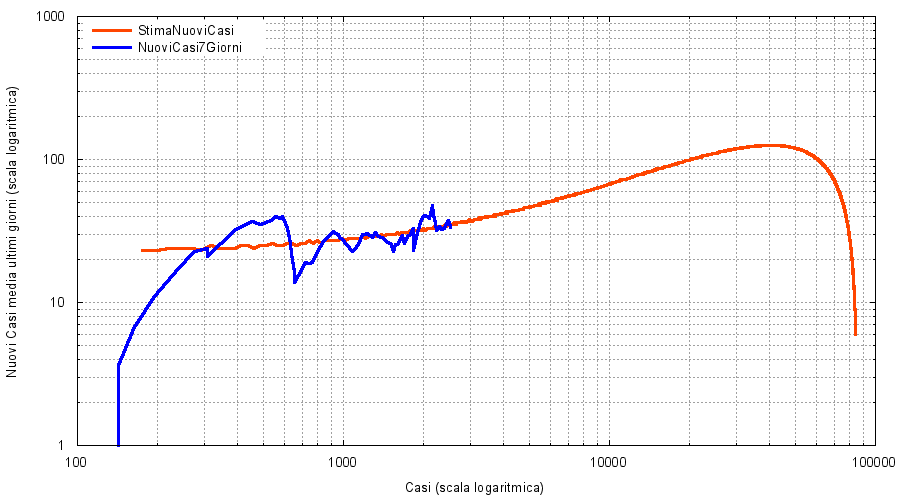 1000
StimaNuoviCasi
NuoviCasi7Giorni
100
10
1
100
1000
10000
100000
Nuovi Casi media ultimi giorni (scala logaritmica)
Casi (scala logaritmica)